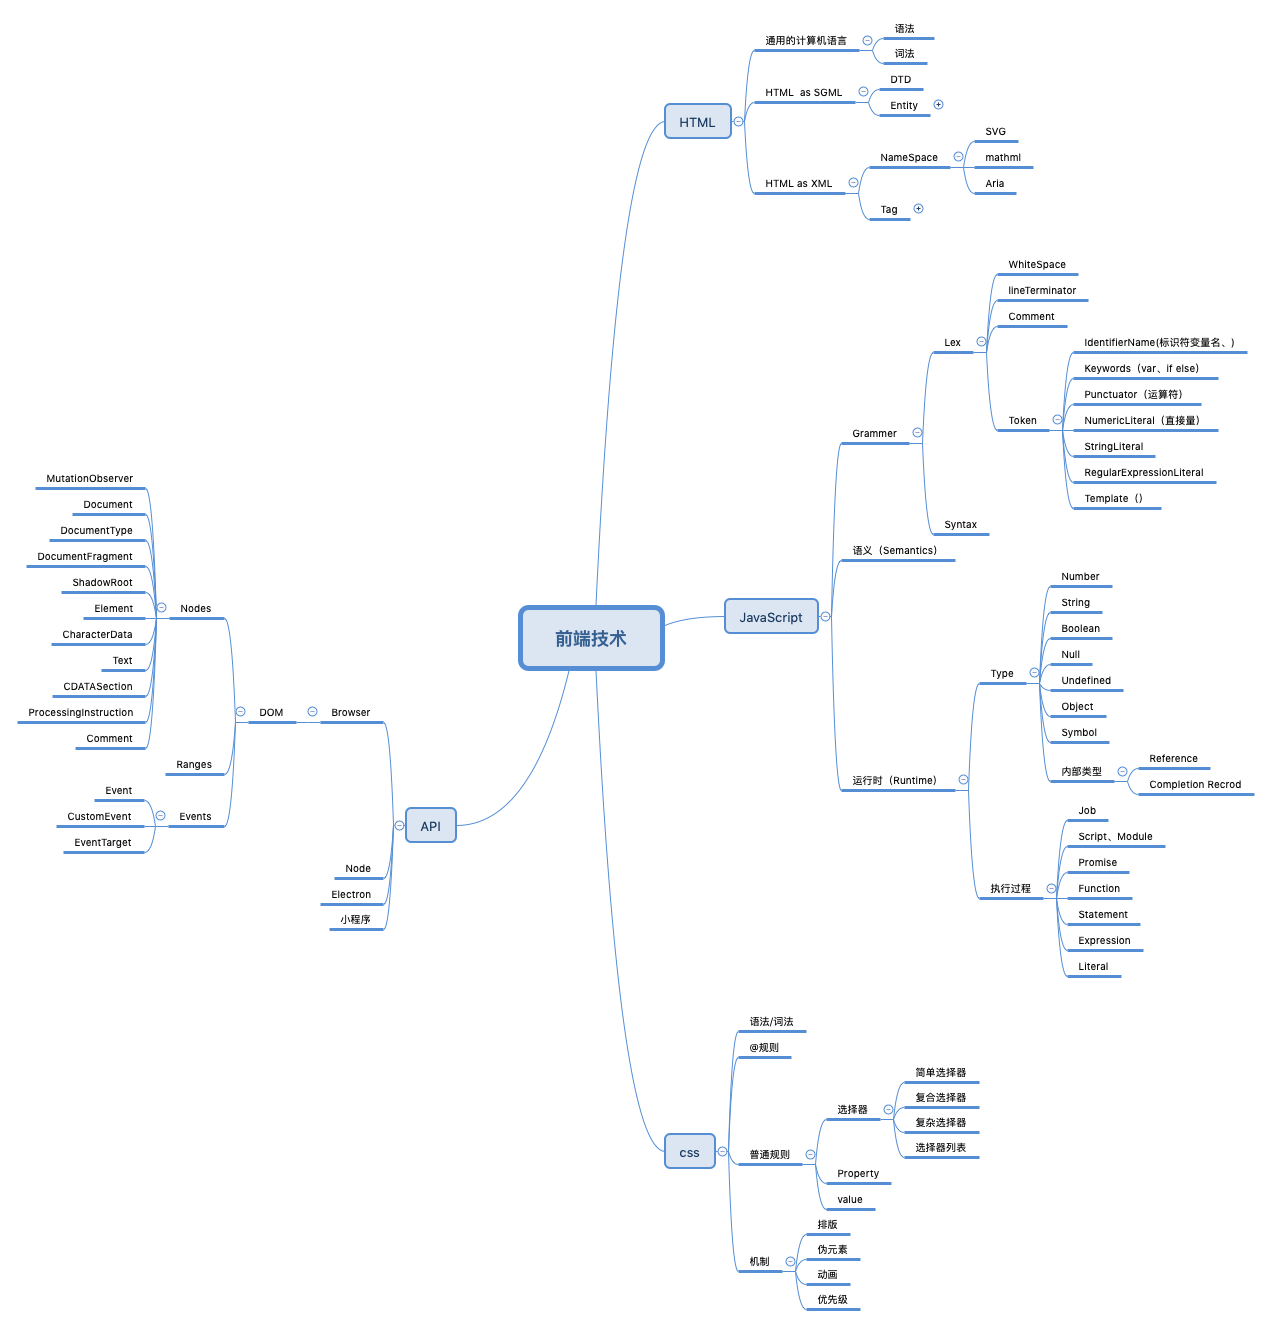 前端技术
HTML
通用的计算机语言
语法
词法
HTML  as SGML
DTD
Entity
HTML as XML
NameSpace
SVG
mathml
Aria
Tag
JavaScript
Grammer
Lex
WhiteSpace
lineTerminator
Comment
Token
IdentifierName(标识符变量名、)
Keywords（var、if else）
Punctuator（运算符）
NumericLiteral（直接量）
StringLiteral
RegularExpressionLiteral
Template（）
Syntax
语义（Semantics）
运行时（Runtime）
Type
Number
String
Boolean
Null
Undefined
Object
Symbol
内部类型
Reference
Completion Recrod
执行过程
Job
Script、Module
Promise
Function
Statement
Expression
Literal
css
语法/词法
@规则
普通规则
选择器
简单选择器
复合选择器
复杂选择器
选择器列表
Property
value
机制
排版
伪元素
动画
优先级
API
Browser
DOM
Nodes
MutationObserver
Document
DocumentType
DocumentFragment
ShadowRoot
Element
CharacterData
Text
CDATASection
ProcessingInstruction
Comment
Ranges
Events
Event
CustomEvent
EventTarget
Node
Electron
小程序